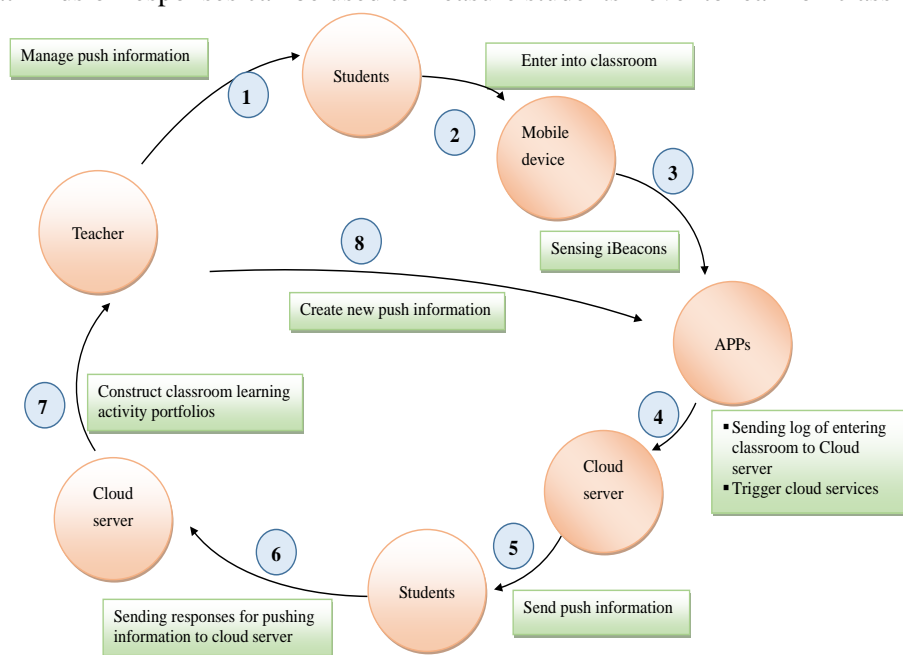 Manage push information
Students
Enter into classroom
1
2
Mobile
device
3
Teacher
8
Sensing iBeacons
Create new push information
APPs
7
Construct classroom learning
activity portfolios
4
▪ Sending log of entering
classroom to Cloud
server
▪ Trigger cloud services
Cloud
server
Cloud
server
5
6
Students
Send push information
Sending responses for pushing
information to cloud server